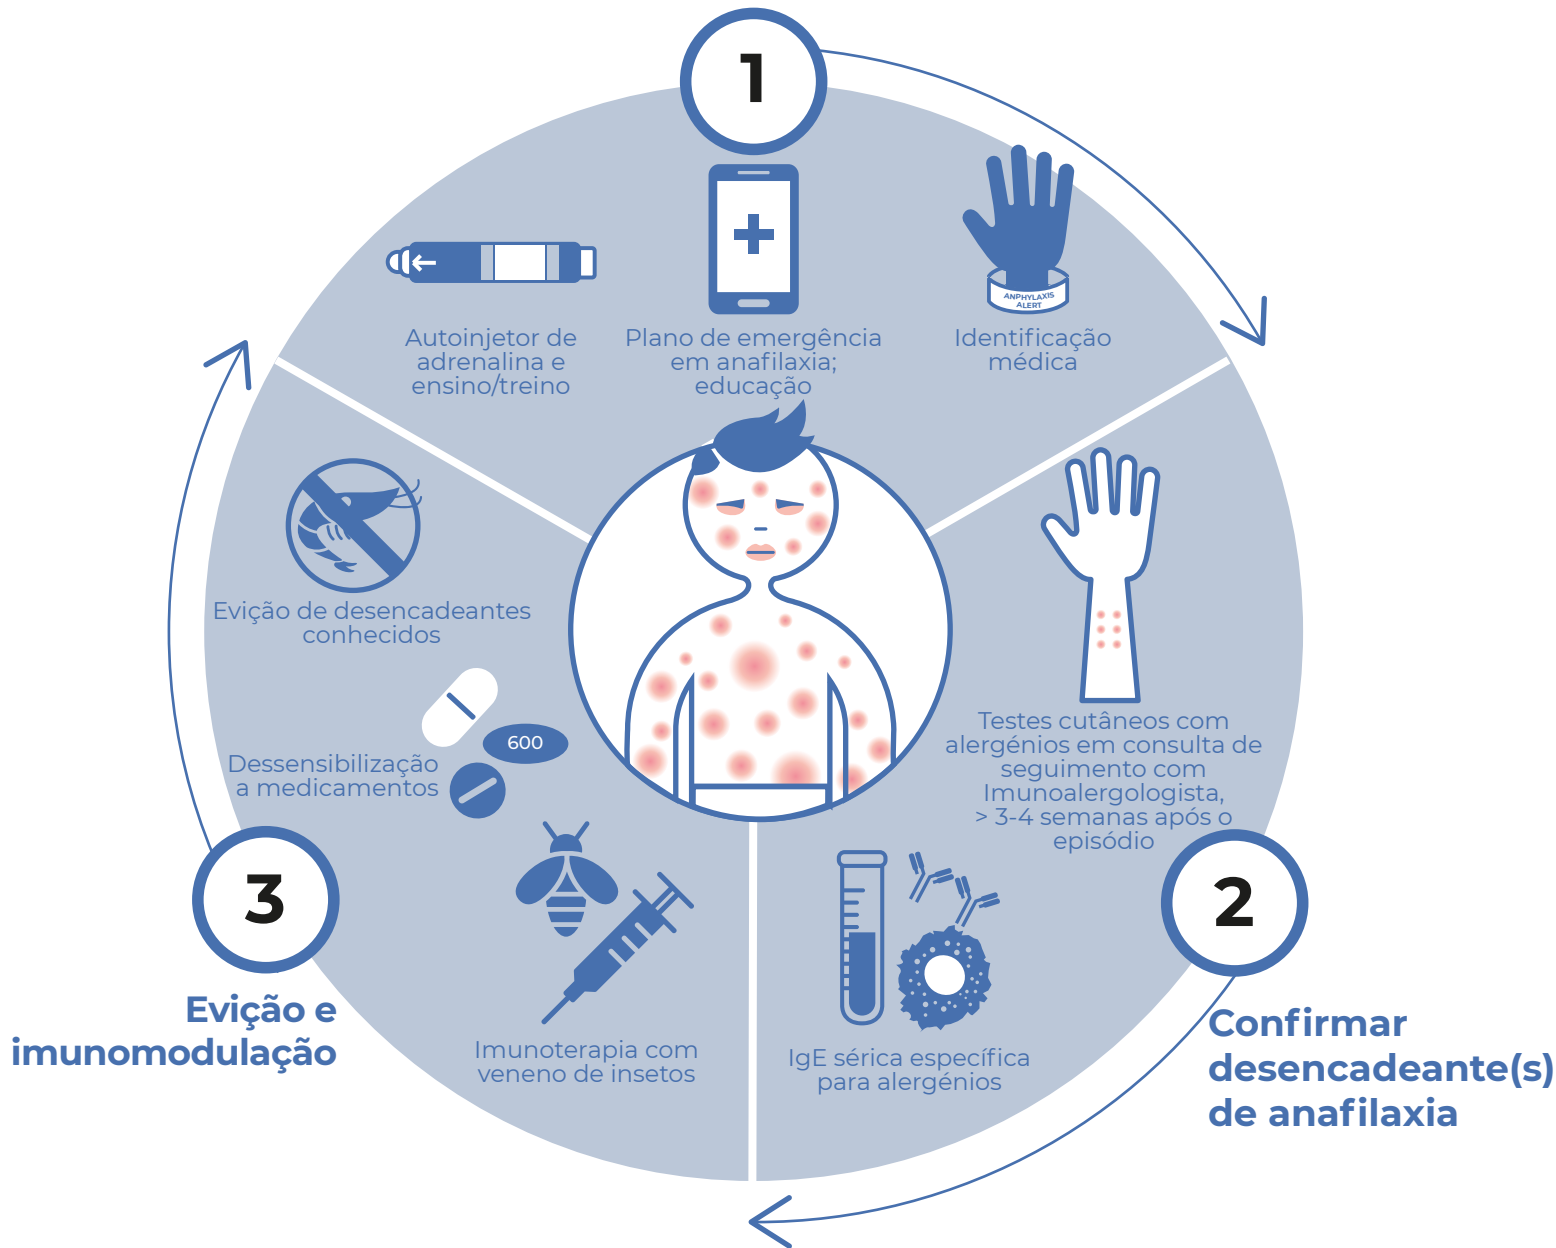 1
ANPHYLAXIS
ALERT
Autoinjetor de
adrenalina e
ensino/treino
Plano de emergência
em anafilaxia;
educação
Identificação
médica
Testes cutâneos com
alergénios em consulta de
seguimento com
Imunoalergologista,
> 3-4 semanas após o
episódio
2
Confirmar
desencadeante(s)
de anafilaxia
IgE sérica específica
para alergénios
Evição de desencadeantes
conhecidos
600
Dessensibilização
a medicamentos
3
Evição e
imunomodulação
Imunoterapia com
veneno de insetos